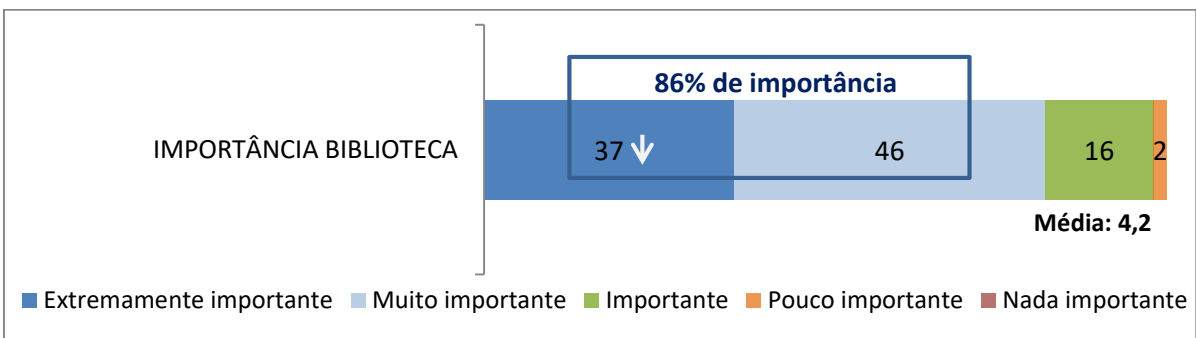 86% de importância
IMPORTÂNCIA BIBLIOTECA
37 46 16 2
Média: 4,2
Extremamente importante Muito importante Importante Pouco importante Nada importante